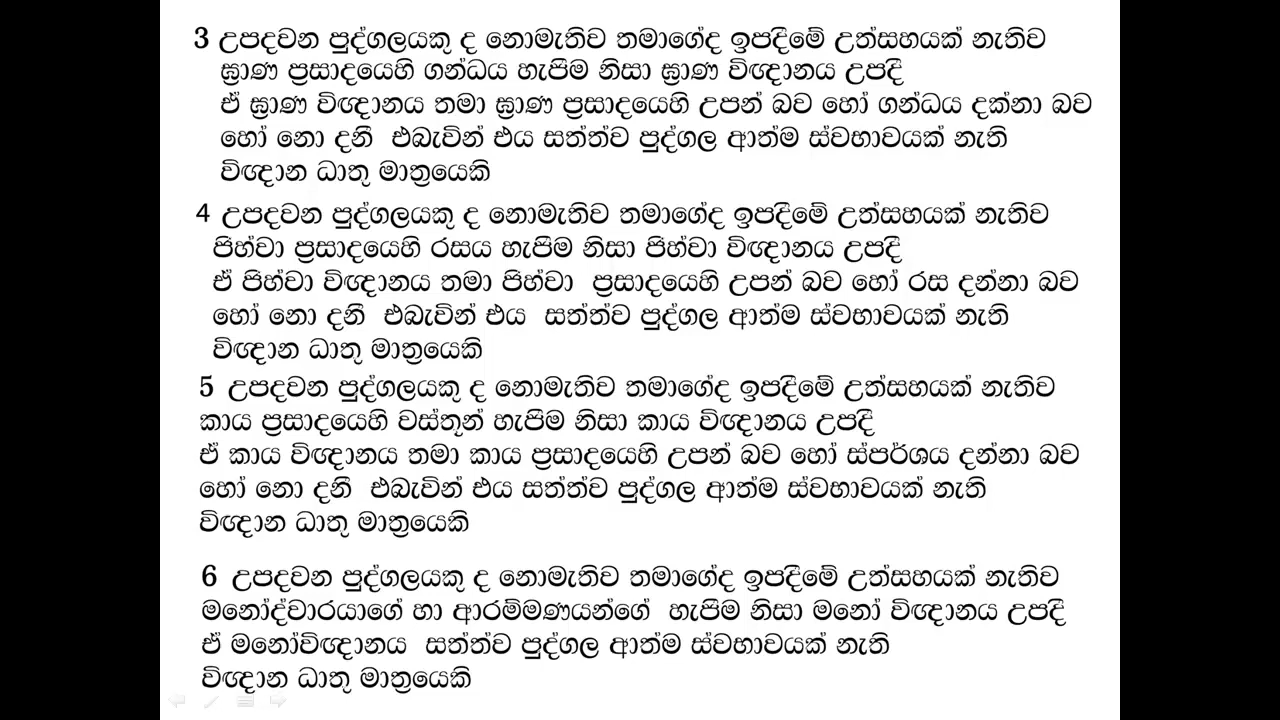 3 උපදවන පුද්ගලයකු ද නොමැතිව තමාගේද ඉපදීමේ උත්සහයක් නැතිව
ඝ්‍රාණ ප්‍රසාදයෙහි ගන්ධය හැපීම නිසා ඝ්‍රාණ විඥානය උපදී
ඒ ඝ්‍රාණ විඥානය තමා ඝ්‍රාණ ප්‍රසාදයෙහි උපන් බව හෝ ගන්ධය දක්නා බව
හෝ නො දනී එබැවින් එය සත්ත්ව පුද්ගල ආත්ම ස්වභාවයක් නැති
විඥාන ධාතු මාත්‍රයෙකි
4 උපදවන පුද්ගලයකු ද නොමැතිව තමාගේද ඉපදීමේ උත්සහයක් නැතිව
ජිහ්වා ප්‍රසාදයෙහි රසය හැපීම නිසා ජිහ්වා විඥානය උපදී
ඒ ජිහ්වා විඥානය තමා ජිහ්වා ප්‍රසාදයෙහි උපන් බව හෝ රස දන්නා බව
හෝ නො දනී එබැවින් එය සත්ත්ව පුද්ගල ආත්ම ස්වභාවයක් නැති
විඥාන ධාතු මාත්‍රයෙකි
5 උපදවන පුද්ගලයකු ද නොමැතිව තමාගේද ඉපදීමේ උත්සහයක් නැතිව
කාය ප්‍රසාදයෙහි වස්තූන් හැපීම නිසා කාය විඥානය උපදී
ඒ කාය විඥානය තමා කාය ප්‍රසාදයෙහි උපන් බව හෝ ස්පර්ශය දන්නා බව
හෝ නො දනී එබැවින් එය සත්ත්ව පුද්ගල ආත්ම ස්වභාවයක් නැති
විඥාන ධාතු මාත්‍රයෙකි
6 උපදවන පුද්ගලයකු ද නොමැතිව තමාගේද ඉපදීමේ උත්සහයක් නැතිව
මනෝද්වාරයාගේ හා ආරම්මණයන්ගේ හැපීම නිසා මනෝ විඥානය උපදී
ඒ මනෝවිඥානය සත්ත්ව පුද්ගල ආත්ම ස්වභාවයක් නැති
විඥාන ධාතු මාත්‍රයෙකි